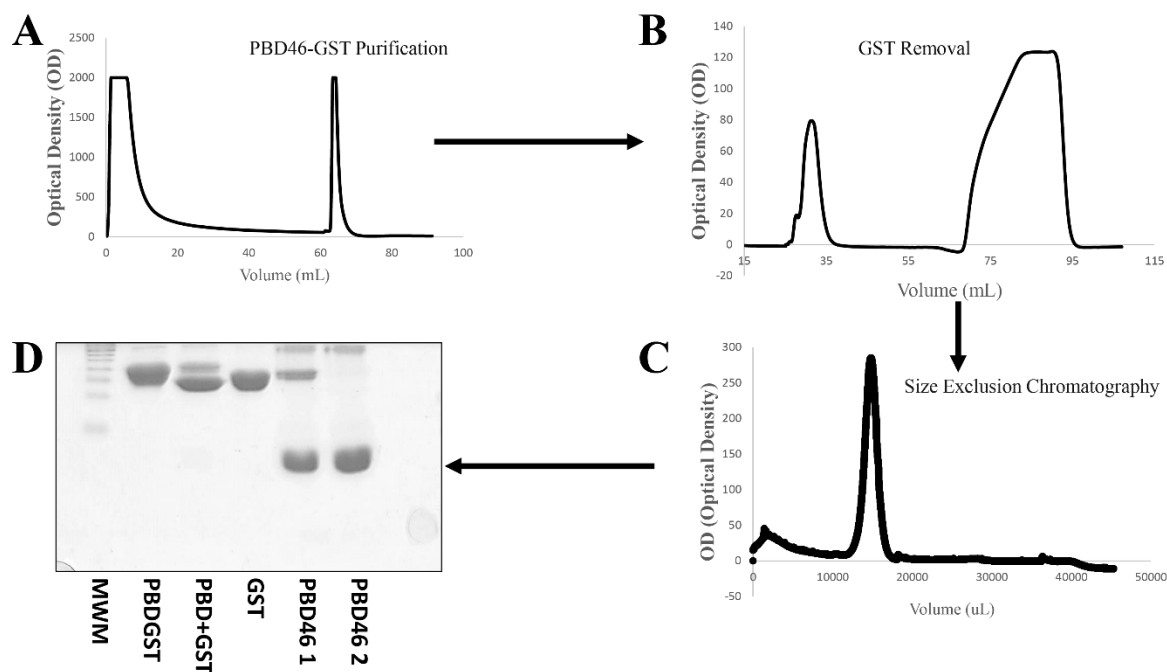 A
PBD46-GST Purification
Optical Density (OD)
2500
2000
1500
1000
500
0
0 20 40 60 80 100
Volume (mL)
B
GST Removal
Optical Density (OD)
140
120
100
80
60
40
20
0
-20
15 35 55 75 95 115
Volume (mL)
D
MWM
PBDGST
PBD+GST
GST
PBD46 1
PBD46 2
C
Size Exclusion Chromatography
OD (Optical Density)
300
250
200
150
100
50
0
-50
0 10000 20000 30000 40000 50000
Volume (uL)